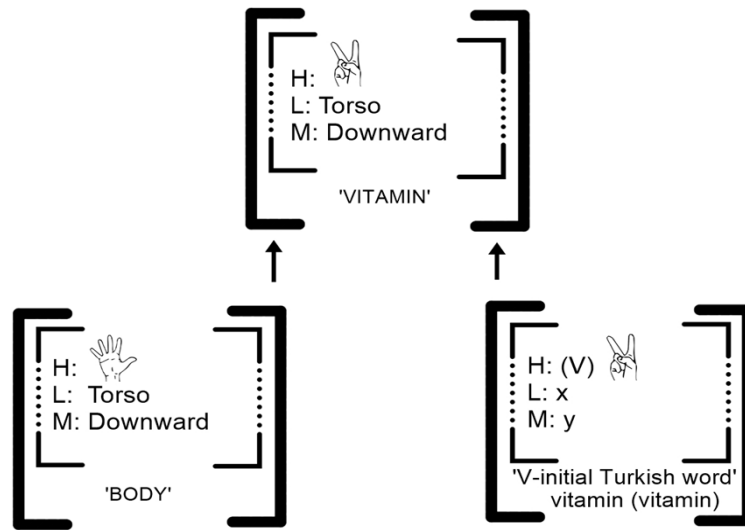 H:
L: Torso
M: Downward
'VITAMIN'
H:
L: Torso
M: Downward
'BODY'
H: (V)
L: x
M: y
'V-initial Turkish word'
vitamin (vitamin)